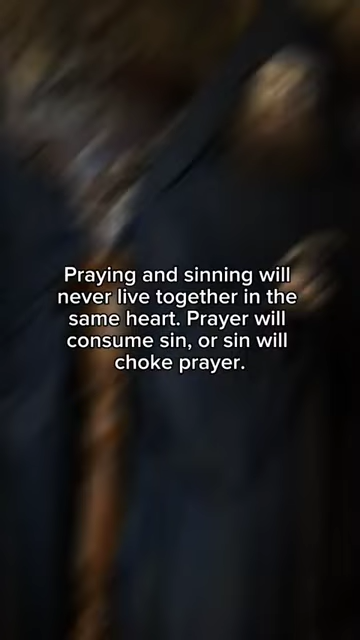 Praying and sinning will
never live together in the
same heart. Prayer will
consume sin, or sin will
choke prayer.